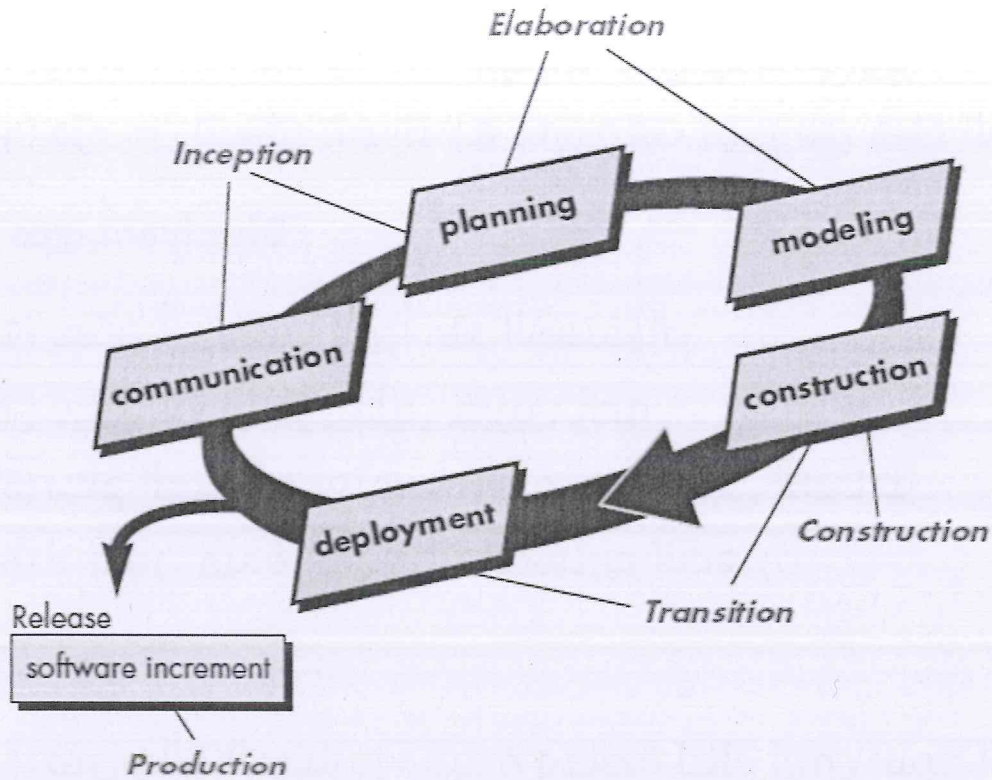 Elaboration
Inception
planning
modeling
communication
construction
deployment
Construction
Release
Transition
software increment
Production